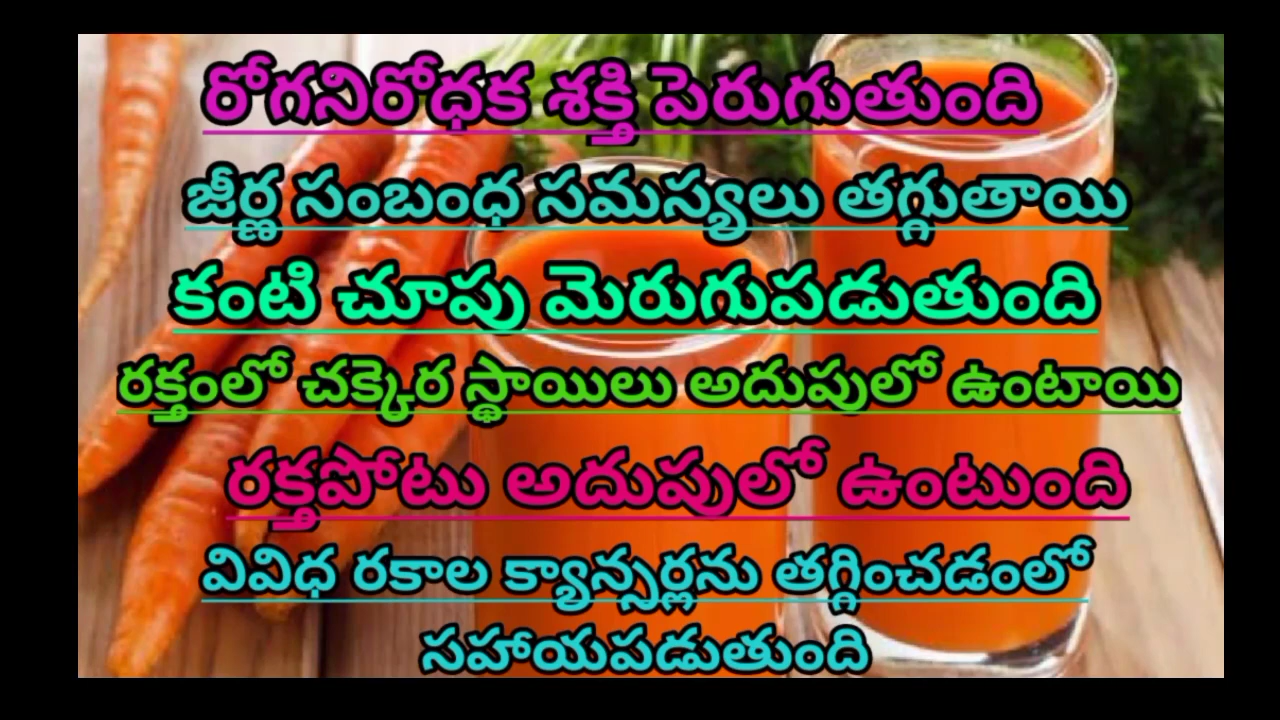 రోగనిరోధక శక్తి పెరుగుతుంది
జీర్ణ సంబంధ సమస్యలు తగ్గుతాయి
కంటి చూపు మెరుగుపడుతుంది
రక్తంలో చక్కెర స్థాయిలు అదుపులో ఉంటాయి
రక్తపోటు అదుపులో ఉంటుంది
వివిధ రకాల క్యాన్సర్లను తగ్గించడంలో
సహాయపడుతుంది